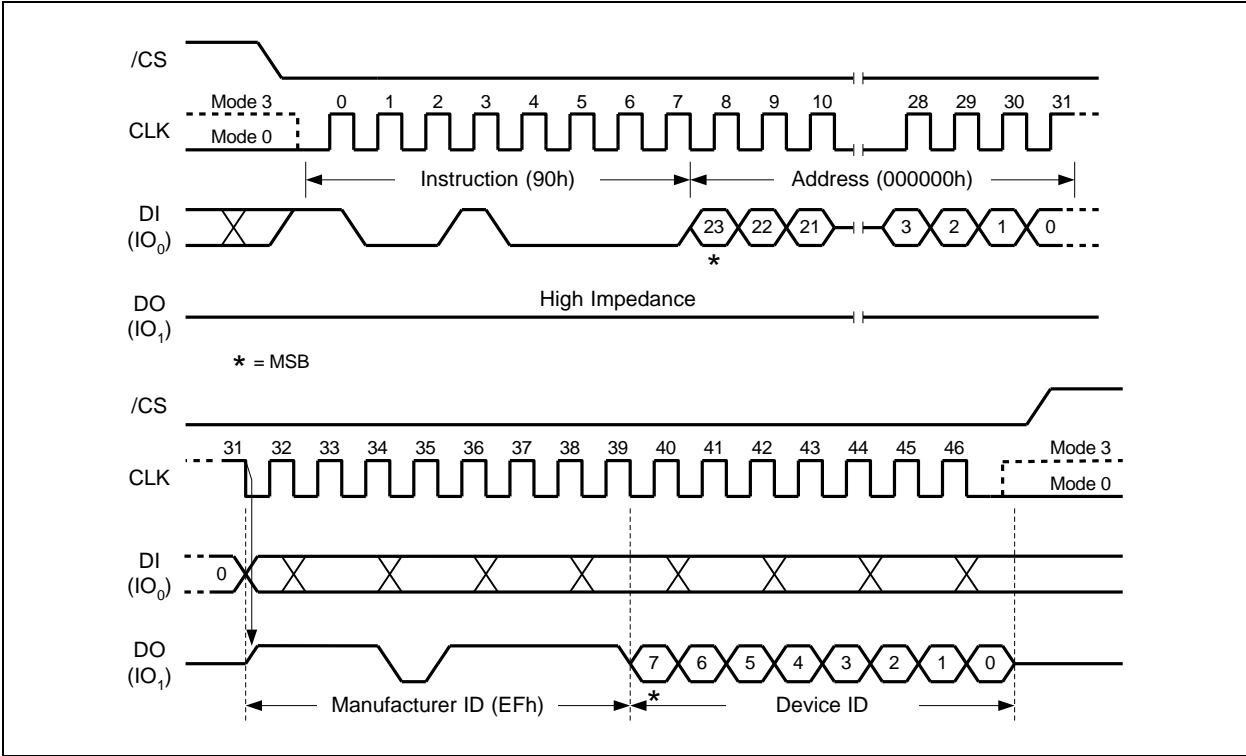 /CS
Mode 3 0 1 2 3 4 5 6 7 8 9 10 28 29 30 31
CLK
Mode 0
Instruction (90h) Address (000000h)
DI
(IO0)
23 22 21 3 2 1 0
*
DO
(IO1)
High Impedance
* = MSB
/CS
31 32 33 34 35 36 37 38 39 40 41 42 43 44 45 46 Mode 3
CLK
Mode 0
DI
(IO0)
0
DO
(IO1)
7 6 5 4 3 2 1 0
*
Manufacturer ID (EFh) Device ID